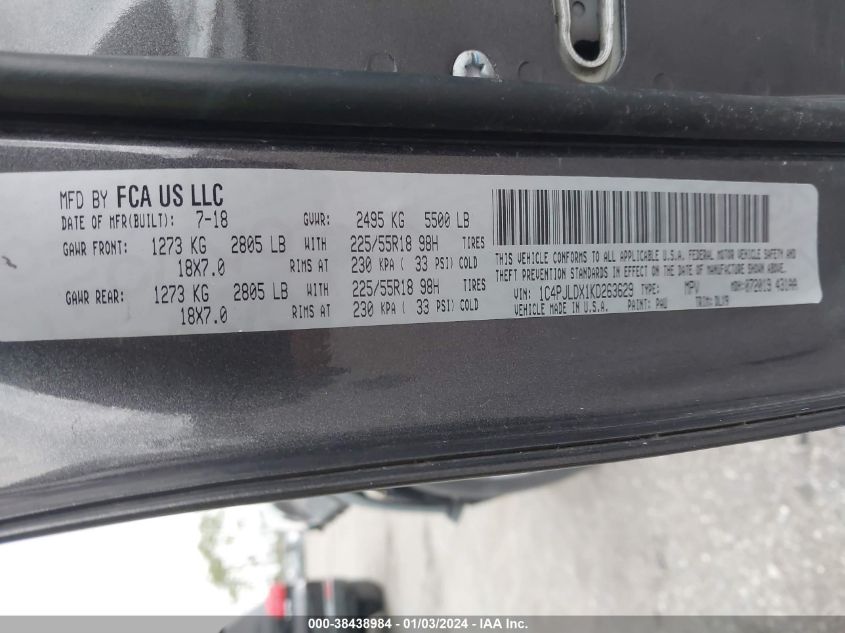 MFD BY FCA US LLC
DATE OF MFR(BUILT): 7-18 GVWR: 2495 KG 5500 LB
GAWR FRONT: 1273 KG 2805 LB WITH 225/55R18 98H TIRES
18X7.0 RIMS AT 230 KPA ( 33 PSI) COLD
GAWR REAR: 1273 KG 2805 LB WITH 225/55R18 98H TIRES
18X7.0 RIMS AT 230 KPA ( 33 PSI) COLD
THIS VEHICLE CONFORMS TO ALL APPLICABLE U.S.A. FEDERAL MOTOR VEHICLE SAFETY AND
THEFT PREVENTION STANDARDS IN EFFECT ON THE DATE OF MANUFACTURE SHOWN ABOVE.
VIN: 1C4PJLDX1KD263629 TYPE: MPV MDH: 072019 431AA
VEHICLE MADE IN U.S.A. PAINT: PAU TRIM: DLX9
000-38438984 - 01/03/2024 - IAA Inc.